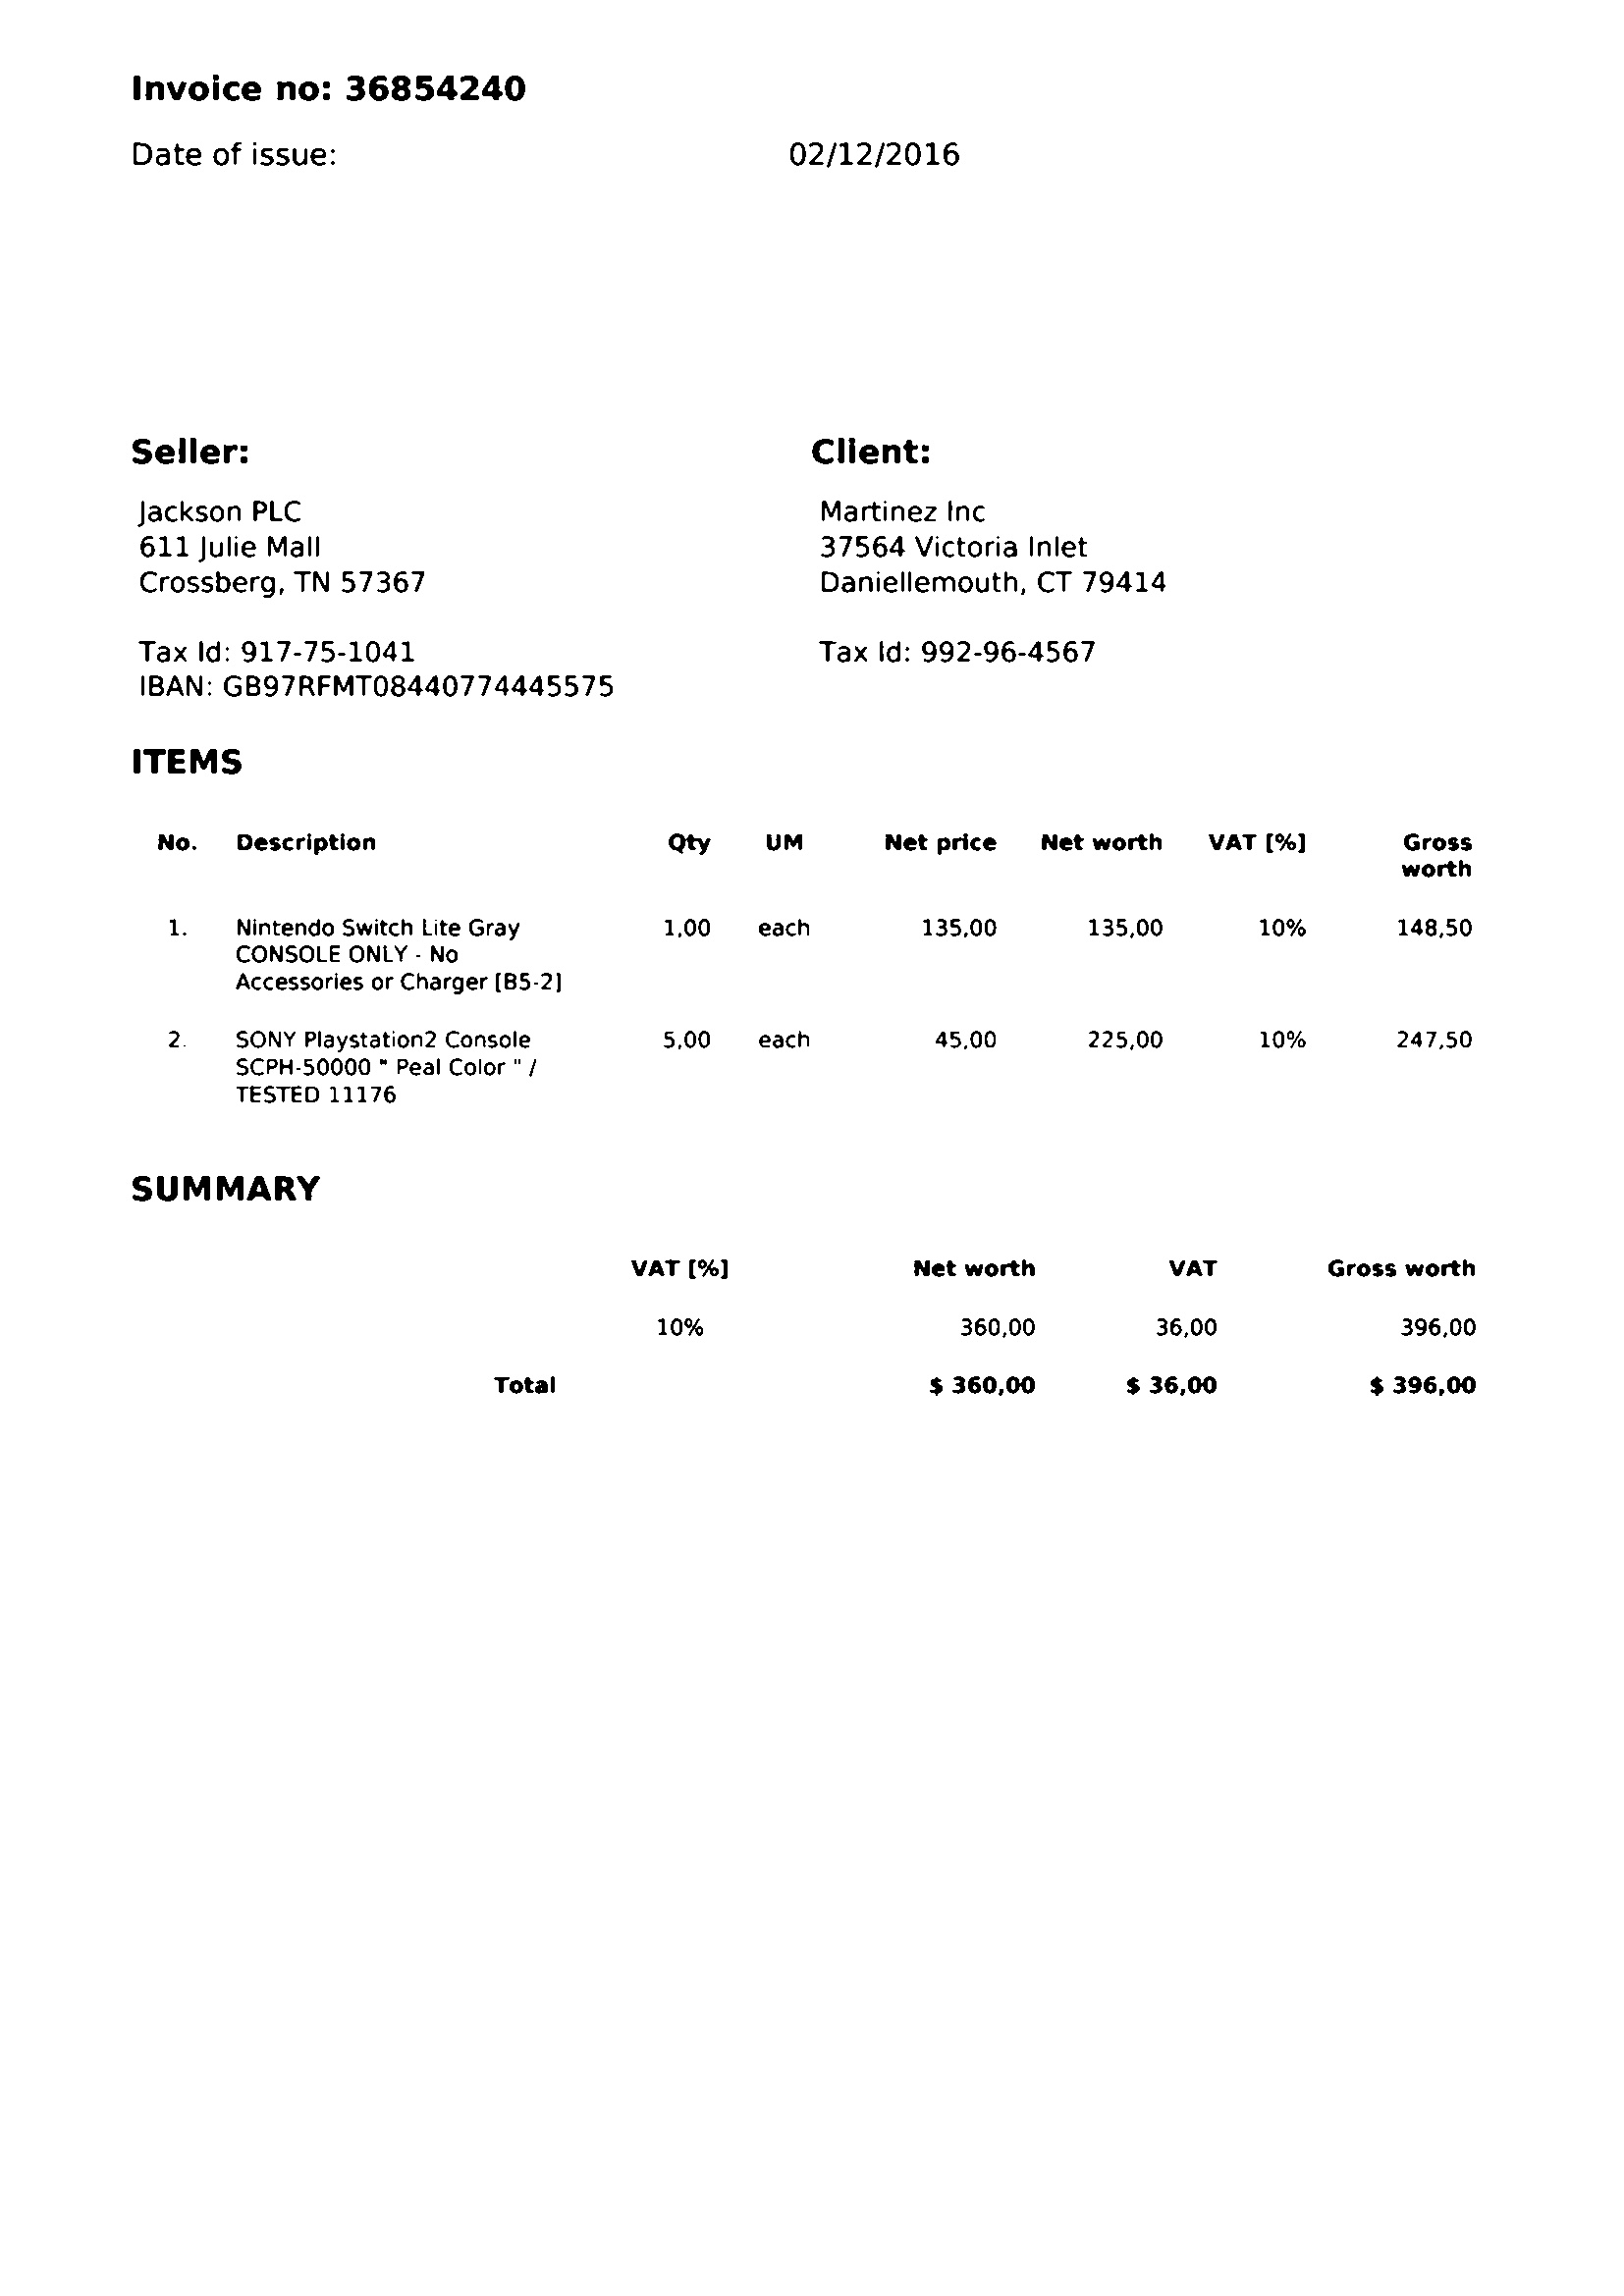 Invoice no: 36854240
Date of issue: 02/12/2016
Seller: Client:
Jackson PLC
611 Julie Mall
Crossberg, TN 57367
Tax Id: 917-75-1041
IBAN: GB97RFMT08440774445575
Martinez Inc
37564 Victoria Inlet
Daniellemouth, CT 79414
Tax Id: 992-96-4567
ITEMS
No. Description Qty UM Net price Net worth VAT [%] Gross
worth
1. Nintendo Switch Lite Gray 1,00 each 135,00 135,00 10% 148,50
CONSOLE ONLY - No
Accessories or Charger [B5-2]
2. SONY Playstation2 Console 5,00 each 45,00 225,00 10% 247,50
SCPH-50000 " Peal Color " /
TESTED 11176
SUMMARY
VAT [%] Net worth VAT Gross worth
10% 360,00 36,00 396,00
Total $ 360,00 $ 36,00 $ 396,00